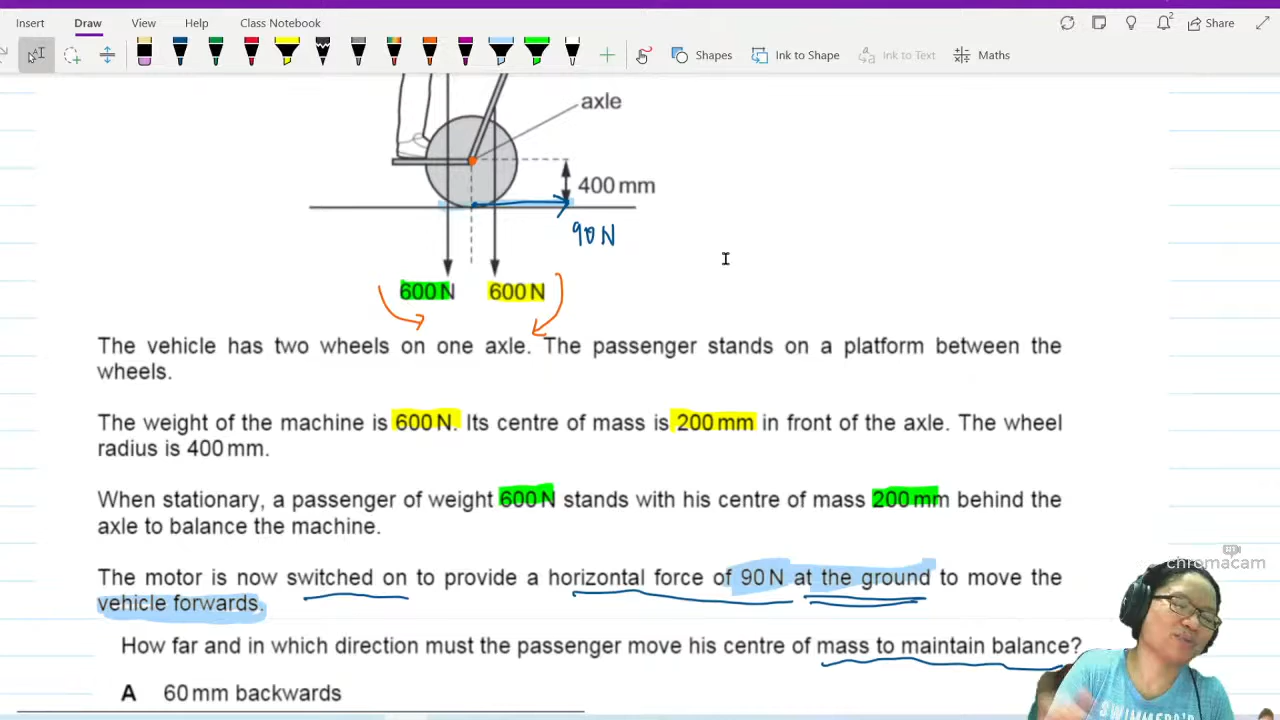 Insert Draw View Help Class Notebook 2 Share
Shapes Ink to Shape Ink to Text Maths
axle
400 mm
90 N
600 N 600 N
The vehicle has two wheels on one axle. The passenger stands on a platform between the
wheels.
The weight of the machine is 600 N. Its centre of mass is 200 mm in front of the axle. The wheel
radius is 400 mm.
When stationary, a passenger of weight 600 N stands with his centre of mass 200 mm behind the
axle to balance the machine.
The motor is now switched on to provide a horizontal force of 90 N at the ground to move the
vehicle forwards.
chromacam
How far and in which direction must the passenger move his centre of mass to maintain balance?
A 60 mm backwards